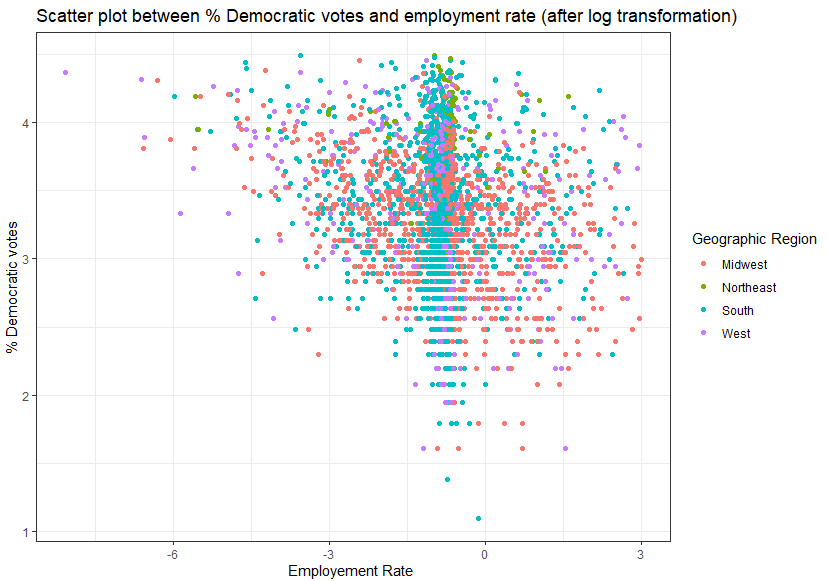 Scatter plot between % Democratic votes and employment rate (after log transformation)
% Democratic votes
4
3
2
1
-6
-3
0
3
Employement Rate
Geographic Region
Midwest
Northeast
South
West